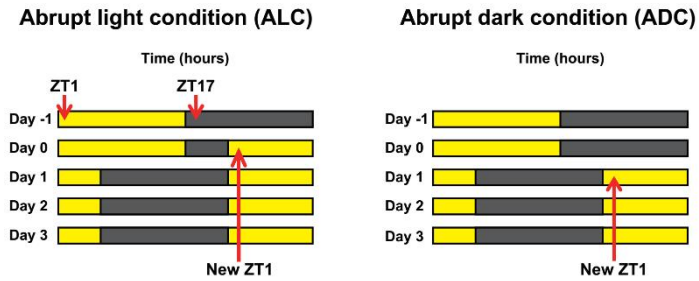 Abrupt light condition (ALC)
Time (hours)
ZT1
ZT17
Day -1
Day 0
Day 1
Day 2
Day 3
New ZT1
Abrupt dark condition (ADC)
Time (hours)
Day -1
Day 0
Day 1
Day 2
Day 3
New ZT1